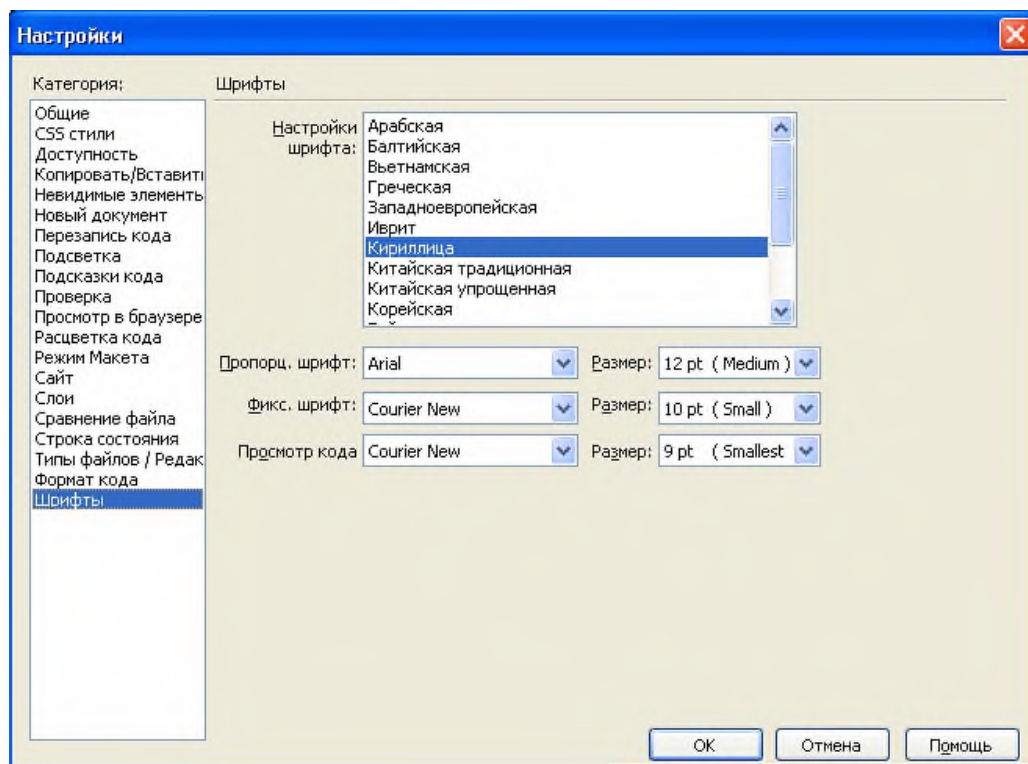 Настройки
Категория:
Общие
CSS стили
Доступность
Копировать/Вставить
Невидимые элементы
Новый документ
Перезапись кода
Подсветка
Подсказки кода
Проверка
Просмотр в браузере
Расцветка кода
Режим Макета
Сайт
Слои
Сравнение файла
Строка состояния
Типы файлов / Редак
Формат кода
Шрифты
Шрифты
Настройки шрифта:
Арабская
Балтийская
Вьетнамская
Греческая
Западноевропейская
Иврит
Кириллица
Китайская традиционная
Китайская упрощенная
Корейская
Пропорц. шрифт: Arial Размер: 12 pt ( Medium )
Фикс. шрифт: Courier New Размер: 10 pt ( Small )
Просмотр кода Courier New Размер: 9 pt ( Smallest
OK Отмена Помощь